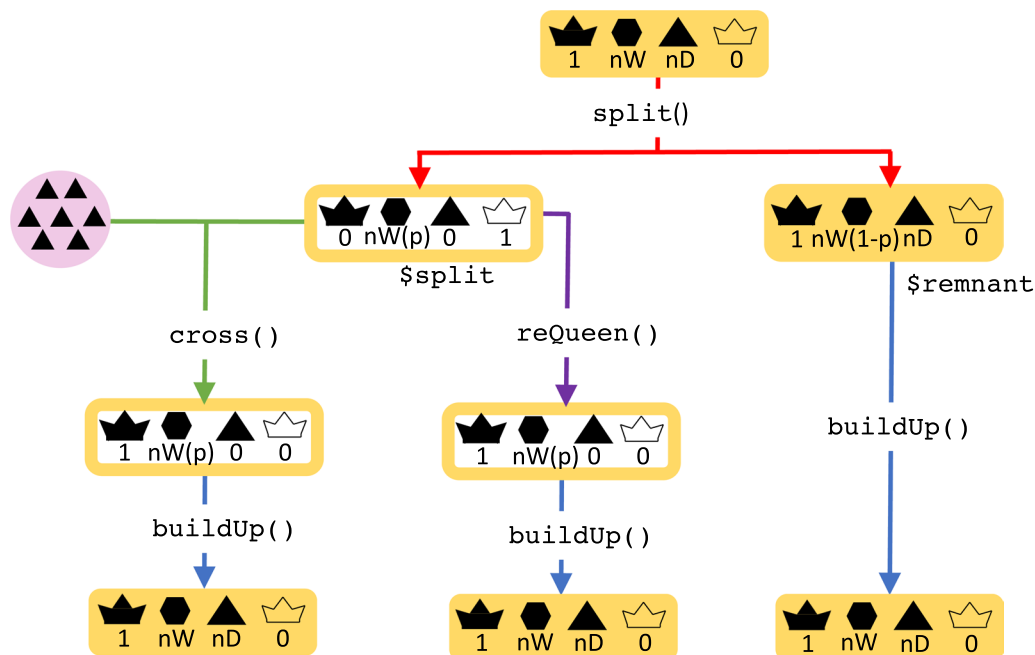 1 nW nD 0
split()
0 nW(p) 0 1
$split
1 nW(1-p) nD 0
$remnant
cross()
reQueen()
1 nW(p) 0 0
1 nW(p) 0 0
buildUp()
buildUp()
buildUp()
1 nW nD 0
1 nW nD 0
1 nW nD 0